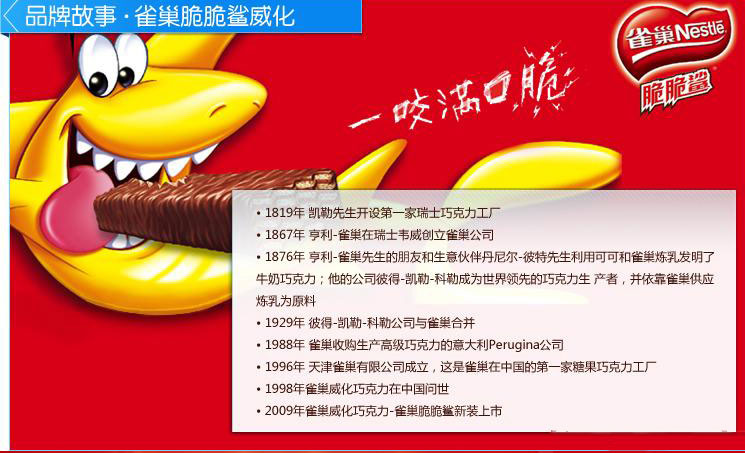 品牌故事·雀巢脆脆鲨威化
雀巢Nestlé
脆脆鲨
一咬满口脆
• 1819年 凯勒先生开设第一家瑞士巧克力工厂
• 1867年 亨利-雀巢在瑞士韦威创立雀巢公司
• 1876年 亨利-雀巢先生的朋友和生意伙伴丹尼尔-彼特先生利用可可和雀巢炼乳发明了
牛奶巧克力；他的公司彼得-凯勒-科勒成为世界领先的巧克力生 产者，并依靠雀巢供应
炼乳为原料
• 1929年 彼得-凯勒-科勒公司与雀巢合并
• 1988年 雀巢收购生产高级巧克力的意大利Perugina公司
• 1996年 天津雀巢有限公司成立，这是雀巢在中国的第一家糖果巧克力工厂
• 1998年雀巢威化巧克力在中国问世
• 2009年雀巢威化巧克力-雀巢脆脆鲨新装上市